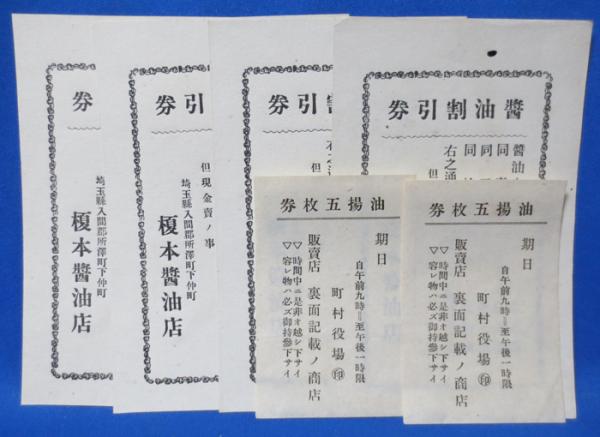 券
埼玉縣入間郡所澤町下仲町
榎本醬油店
引券
但現金賣ノ事
埼玉縣入間郡所澤町下仲町
榎本醬油店
引券
醬油割引券
醬油
同
同
同
右之通
油揚五枚券
期日
自午前九時＝至午後一時限
町村役場㊞
販賣店 裏面記載ノ商店
▽時間中ニ是非オ越シ下サイ
▽容レ物ハ必ズ御持參下サイ
油揚五枚券
期日
自午前九時＝至午後一時限
町村役場㊞
販賣店 裏面記載ノ商店
▽時間中ニ是非オ越シ下サイ
▽容レ物ハ必ズ御持參下サイ